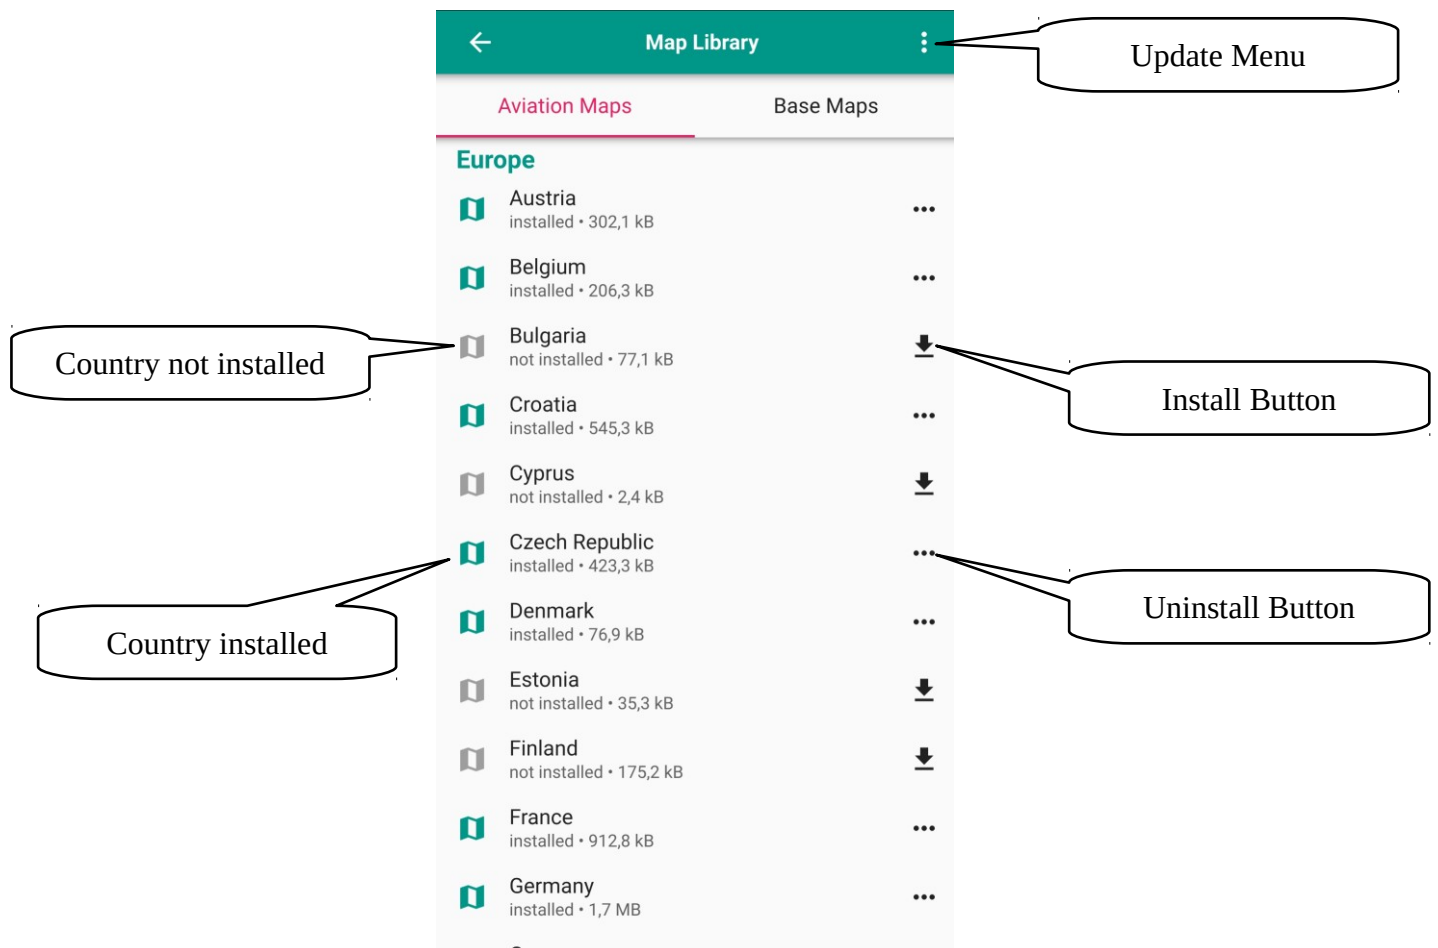 Map Library
Update Menu
Aviation Maps
Base Maps
Europe
Austria
installed • 302,1 kB
Belgium
installed • 206,3 kB
Country not installed
Bulgaria
not installed • 77,1 kB
Install Button
Croatia
installed • 545,3 kB
Cyprus
not installed • 2,4 kB
Czech Republic
installed • 423,3 kB
Uninstall Button
Country installed
Denmark
installed • 76,9 kB
Estonia
not installed • 35,3 kB
Finland
not installed • 175,2 kB
France
installed • 912,8 kB
Germany
installed • 1,7 MB